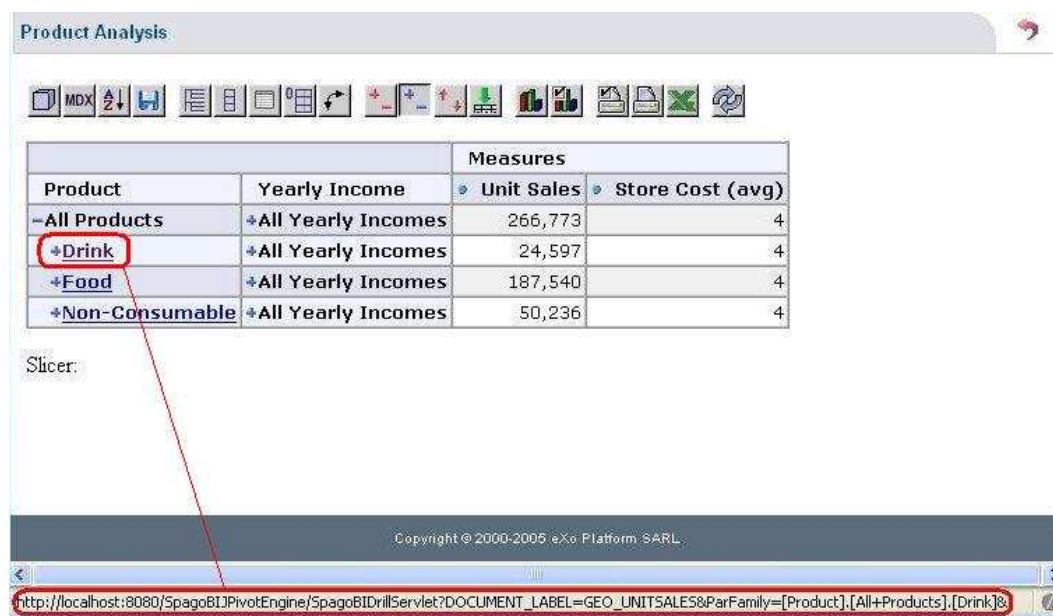 Product Analysis
MDX
Measures
Product Yearly Income Unit Sales Store Cost (avg)
All Products All Yearly Incomes 266,773 4
Drink All Yearly Incomes 24,597 4
Food All Yearly Incomes 187,540 4
Non-Consumable All Yearly Incomes 50,236 4
Slicer:
Copyright © 2000-2005 eXo Platform SARL
http://localhost:8080/SpagoBIJPivotEngine/SpagoBIDrillServlet?DOCUMENT_LABEL=GEO_UNITSALES&ParFamily=[Product].[All+Products].[Drink]&